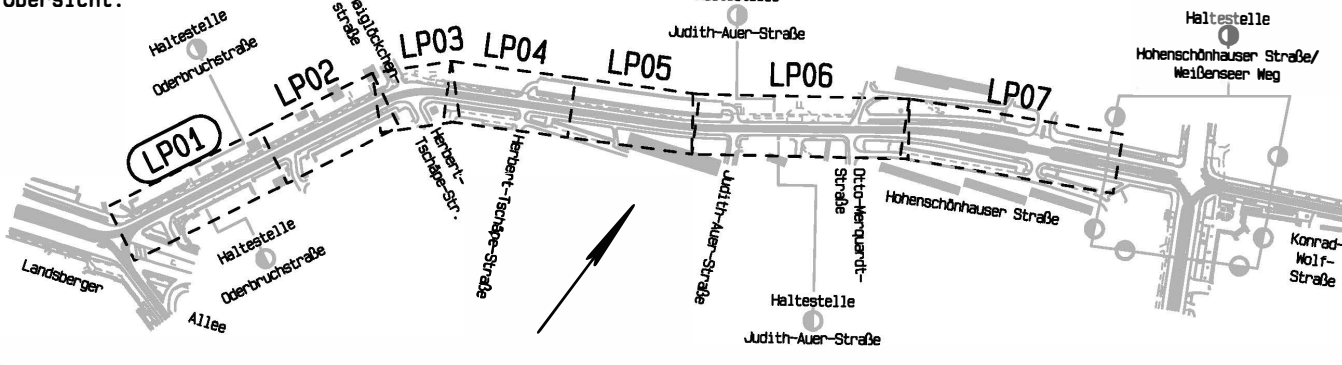 Übersicht:
Haltestelle
Oderbruchstraße
LP01
LP02
straße
LP03
LP04
LP05
Judith-Auer-Straße
LP06
LP07
Haltestelle
Hohenschönhauser Straße/
Weißenseer Weg
Herbert-
Tschäpe-Str.
Herbert-Tschäpe-Straße
Judith-Auer-Straße
Otto-Marquardt-
Straße
Hohenschönhauser Straße
Konrad-
Wolf-
Straße
Landsberger
Allee
Haltestelle
Oderbruchstraße
Haltestelle
Judith-Auer-Straße